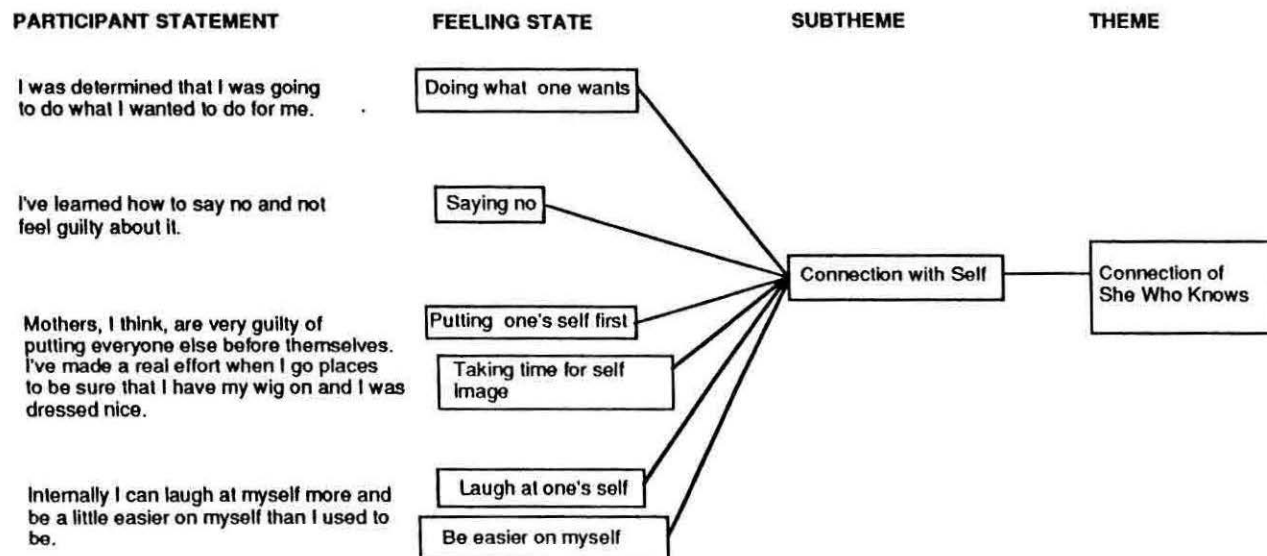 PARTICIPANT STATEMENT FEELING STATE SUBTHEME THEME
I was determined that I was going
to do what I wanted to do for me.
Doing what one wants
I've learned how to say no and not
feel guilty about it.
Saying no
Mothers, I think, are very guilty of
putting everyone else before themselves.
I've made a real effort when I go places
to be sure that I have my wig on and I was
dressed nice.
Putting one's self first
Taking time for self
Image
Internally I can laugh at myself more and
be a little easier on myself than I used to
be.
Laugh at one's self
Be easier on myself
Connection with Self
Connection of
She Who Knows